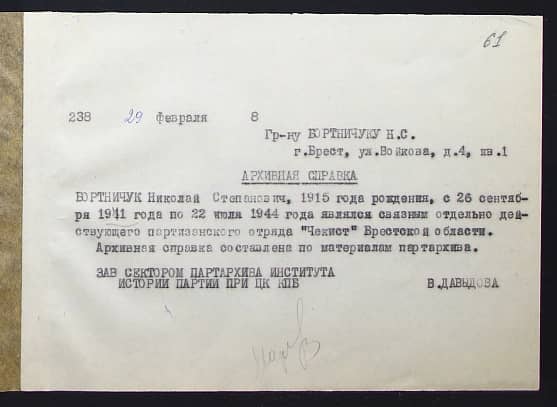 61
238 29 февраля 8
Гр-ну БОРТНИЧУКУ Н.С.
г.Брест, ул.Войкова, д.4, кв.1
АРХИВНАЯ СПРАВКА
БОРТНИЧУК Николай Степанович, 1915 года рождения, с 26 сентяб-
ря 1941 года по 22 июля 1944 года являлся связным отдельно дей-
ствующего партизанского отряда "Чекист" Брестской области.
Архивная справка составлена по материалам партархива.
ЗАВ СЕКТОРОМ ПАРТАРХИВА ИНСТИТУТА
ИСТОРИИ ПАРТИИ ПРИ ЦК КПБ В.ДАВЫДОВА